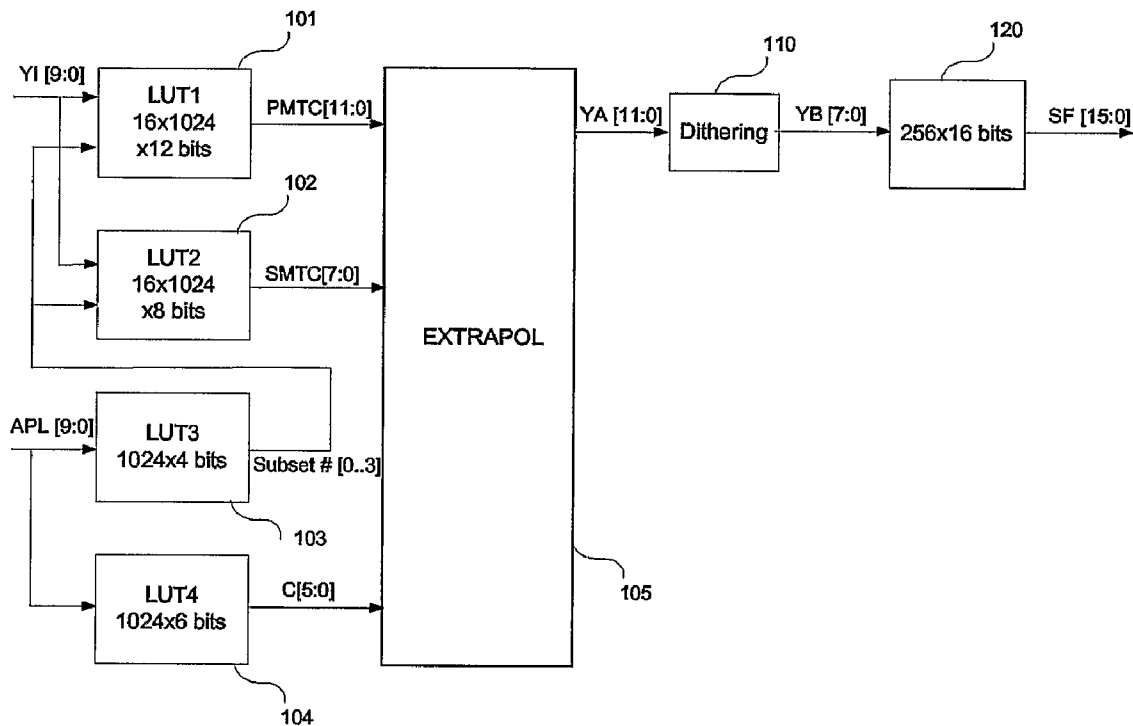 101
110
120
YI [9:0]
LUT1
16x1024
x12 bits
PMTC[11:0]
YA [11:0]
Dithering
YB [7:0]
256x16 bits
SF [15:0]
102
LUT2
16x1024
x8 bits
SMTC[7:0]
EXTRAPOL
APL [9:0]
LUT3
1024x4 bits
Subset # [0..3]
103
105
LUT4
1024x6 bits
C[5:0]
104